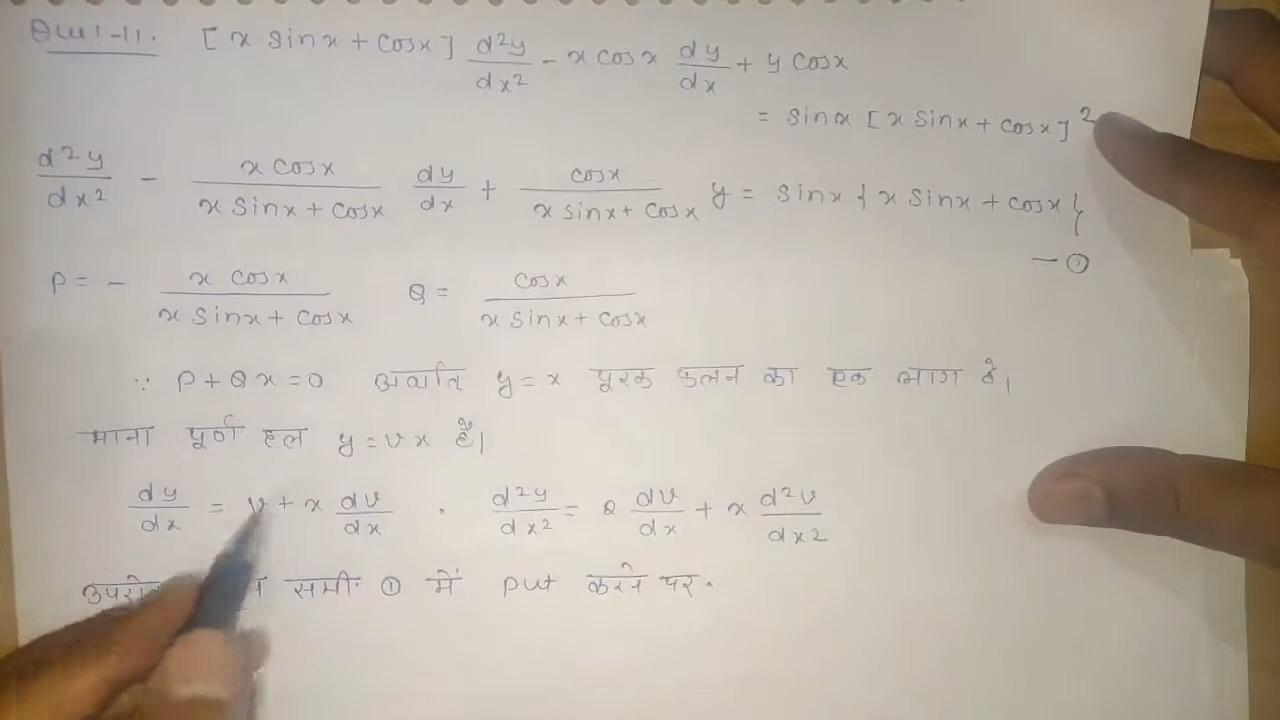 Que-11. [x sinx + cosx] d²y/dx² - x cosx dy/dx + y cosx
= sinx [x sinx + cosx]²
d²y/dx² - x cosx/x sinx + cosx dy/dx + cosx/x sinx + cosx y = sinx { x sinx + cosx }
— ①
P = - x cosx/x sinx + cosx Q = cosx/x sinx + cosx
∵ P + Qx = 0 अर्थात y = x पूरक फलन का एक भाग है।
माना पूर्ण हल y = vx है।
dy/dx = v + x dv/dx , d²y/dx² = 2 dv/dx + x d²v/dx2
समी. ① में put करने पर.